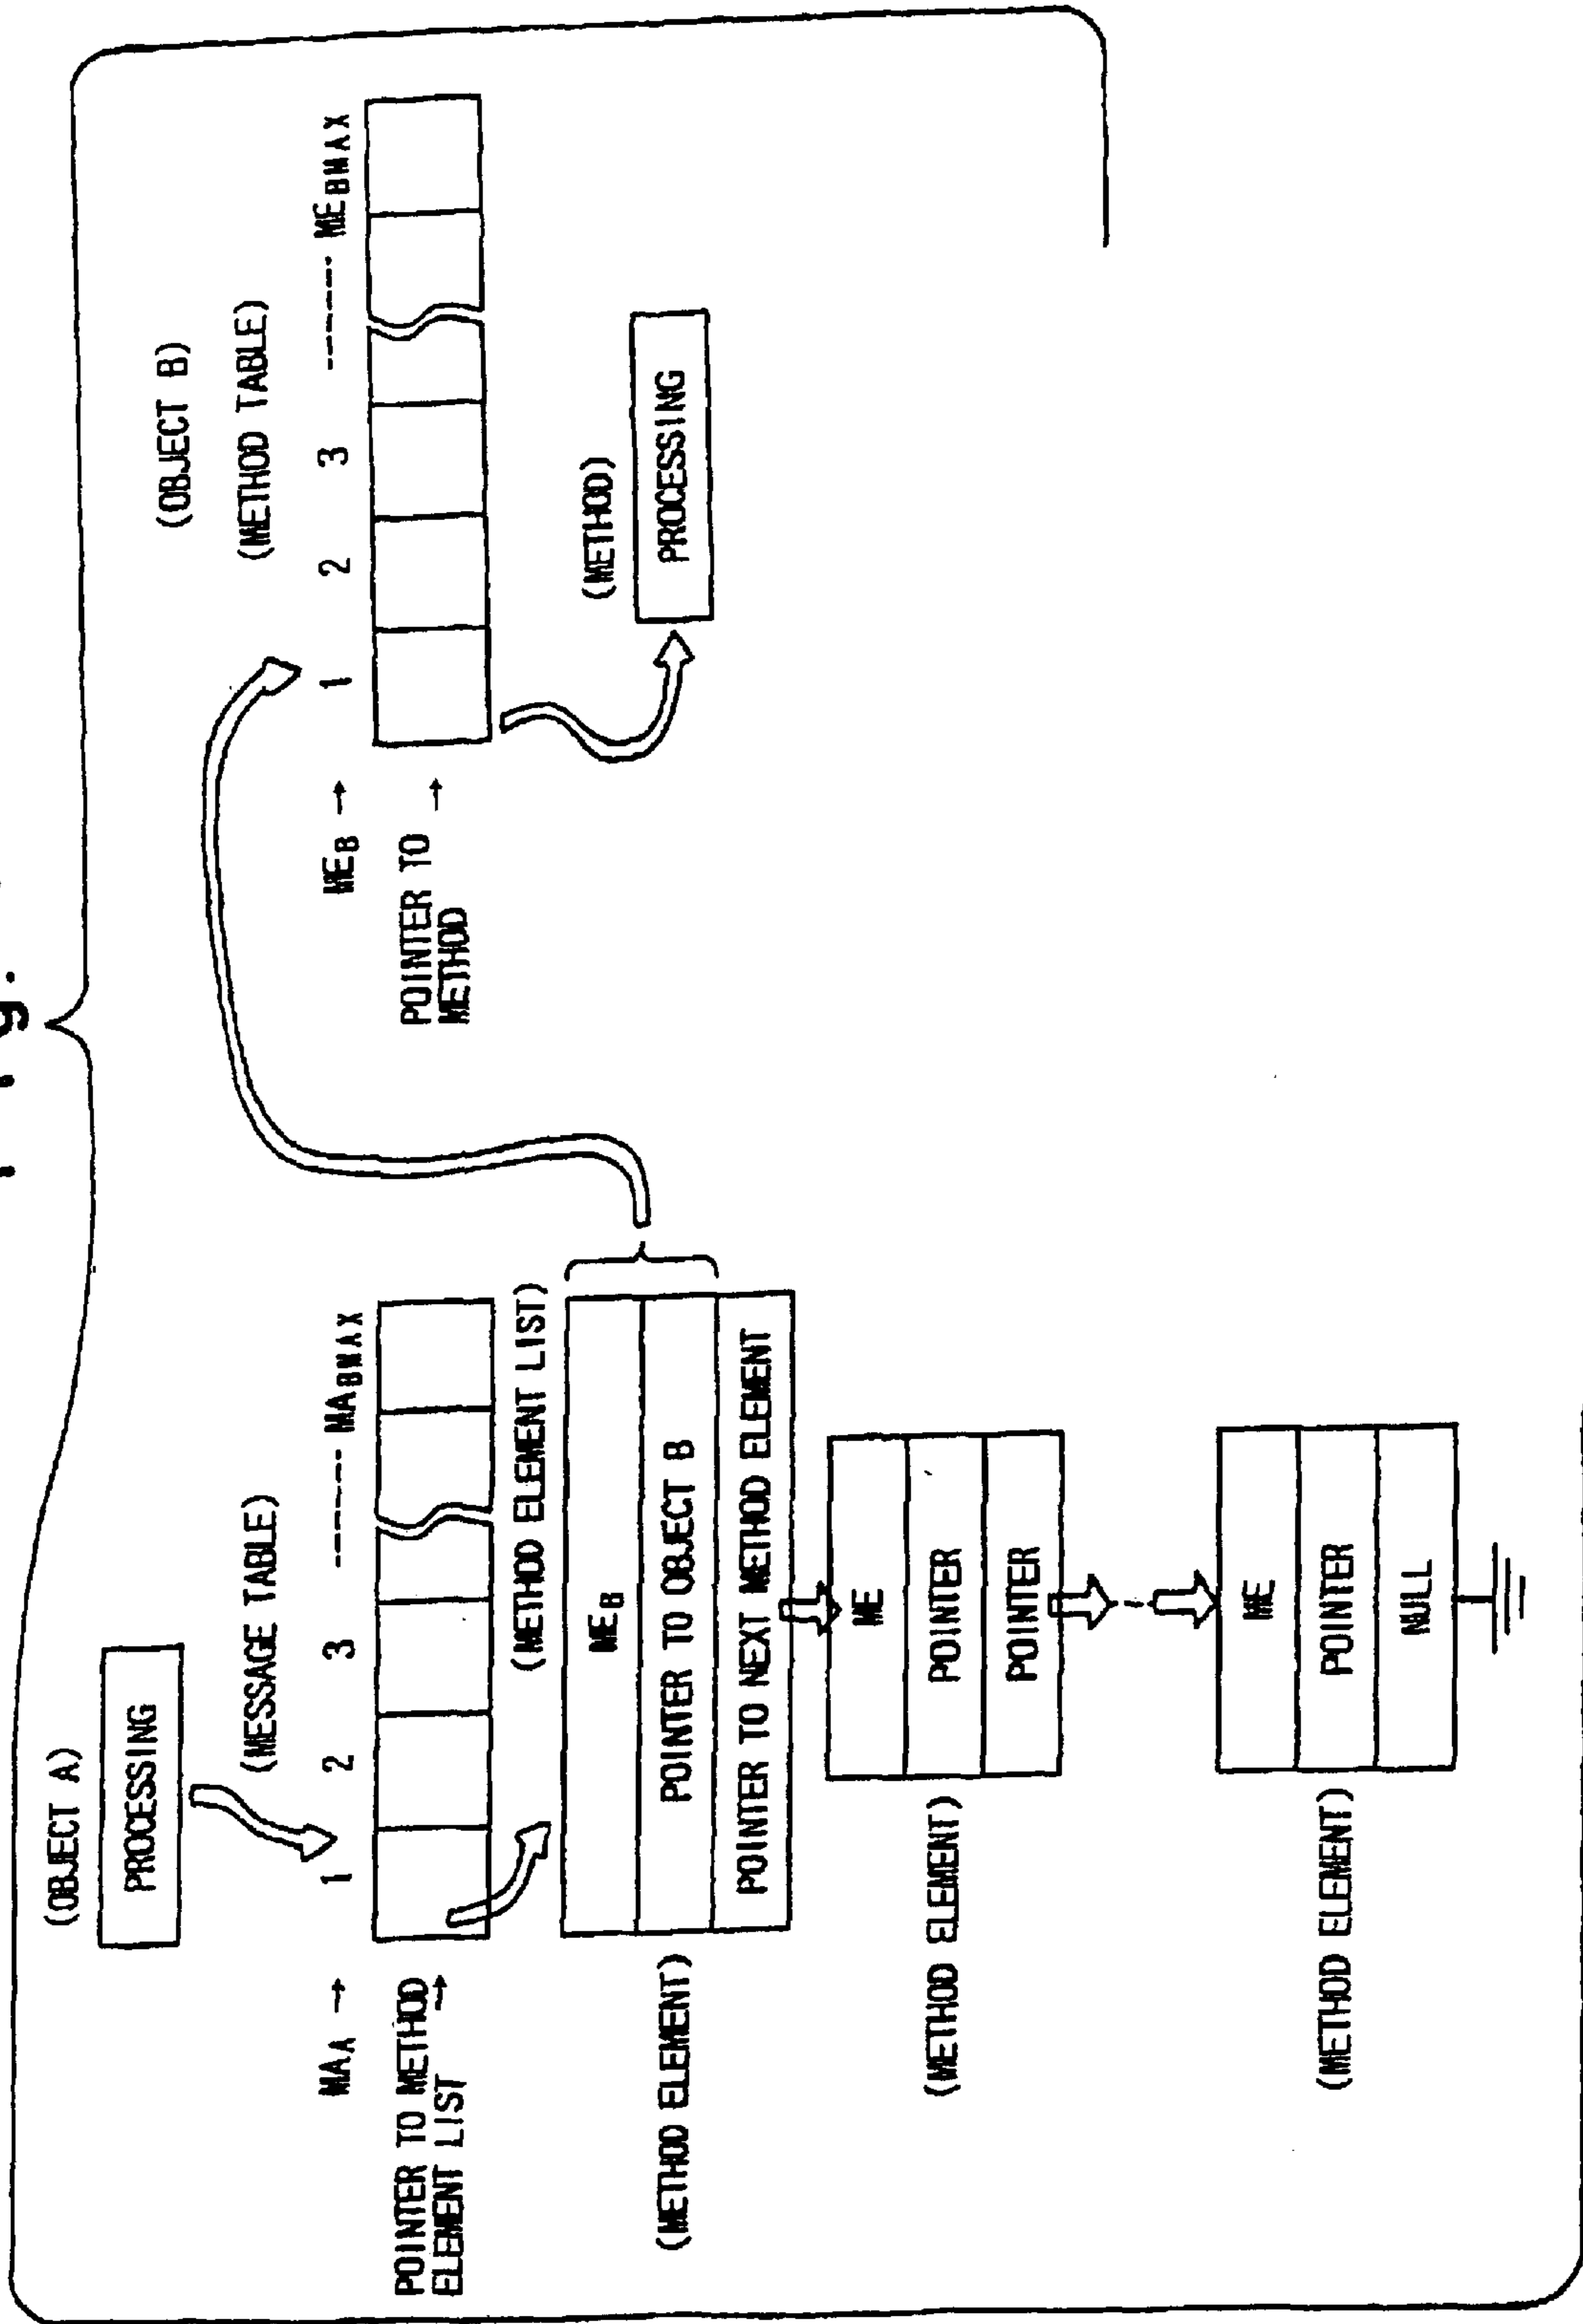 Fig.
(OBJECT A)
PROCESSING
(MESSAGE TABLE)
MA_A → 1 2 3 ------ MA_BMAX
POINTER TO METHOD
ELEMENT LIST →
(METHOD ELEMENT LIST)
(METHOD ELEMENT)
ME_B
POINTER TO OBJECT B
POINTER TO NEXT METHOD ELEMENT
(METHOD ELEMENT)
ME
POINTER
POINTER
(METHOD ELEMENT)
ME
POINTER
NULL
(OBJECT B)
(METHOD TABLE)
ME_B → 1 2 3 ------ ME_BMAX
POINTER TO →
METHOD
(METHOD)
PROCESSING